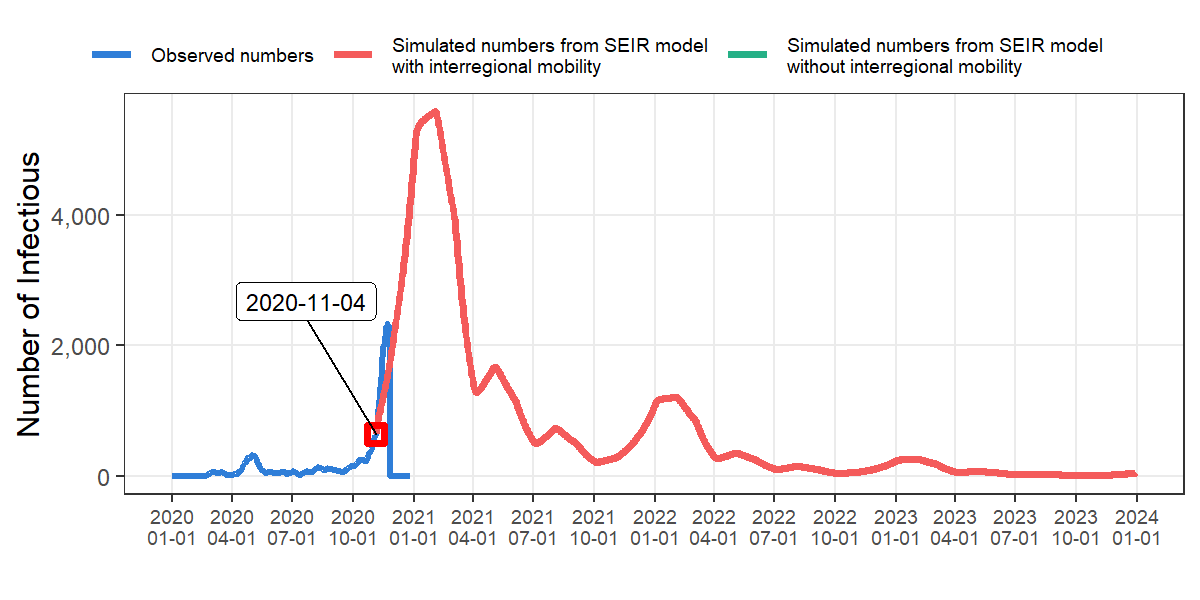 Observed numbers
Simulated numbers from SEIR model
with interregional mobility
Simulated numbers from SEIR model
without interregional mobility
Number of Infectious
4,000
2,000
0
2020-11-04
2020 2020 2020 2020 2021 2021 2021 2021 2022 2022 2022 2022 2023 2023 2023 2023 2024
01-01 04-01 07-01 10-01 01-01 04-01 07-01 10-01 01-01 04-01 07-01 10-01 01-01 04-01 07-01 10-01 01-01